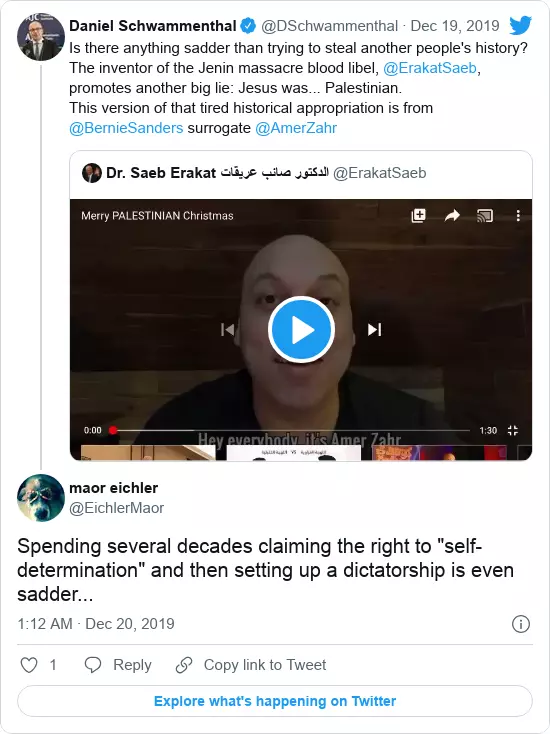 Daniel Schwammenthal @DSchwammenthal · Dec 19, 2019
Is there anything sadder than trying to steal another people's history?
The inventor of the Jenin massacre blood libel, @ErakatSaeb,
promotes another big lie: Jesus was... Palestinian.
This version of that tired historical appropriation is from
@BernieSanders surrogate @AmerZahr
Dr. Saeb Erakat الدكتور صائب عريقات @ErakatSaeb
Merry PALESTINIAN Christmas
0:00
1:30
Hey everybody, it's Amer Zahr
VS
maor eichler
@EichlerMaor
Spending several decades claiming the right to "self-
determination" and then setting up a dictatorship is even
sadder...
1:12 AM · Dec 20, 2019
1 Reply Copy link to Tweet
Explore what's happening on Twitter